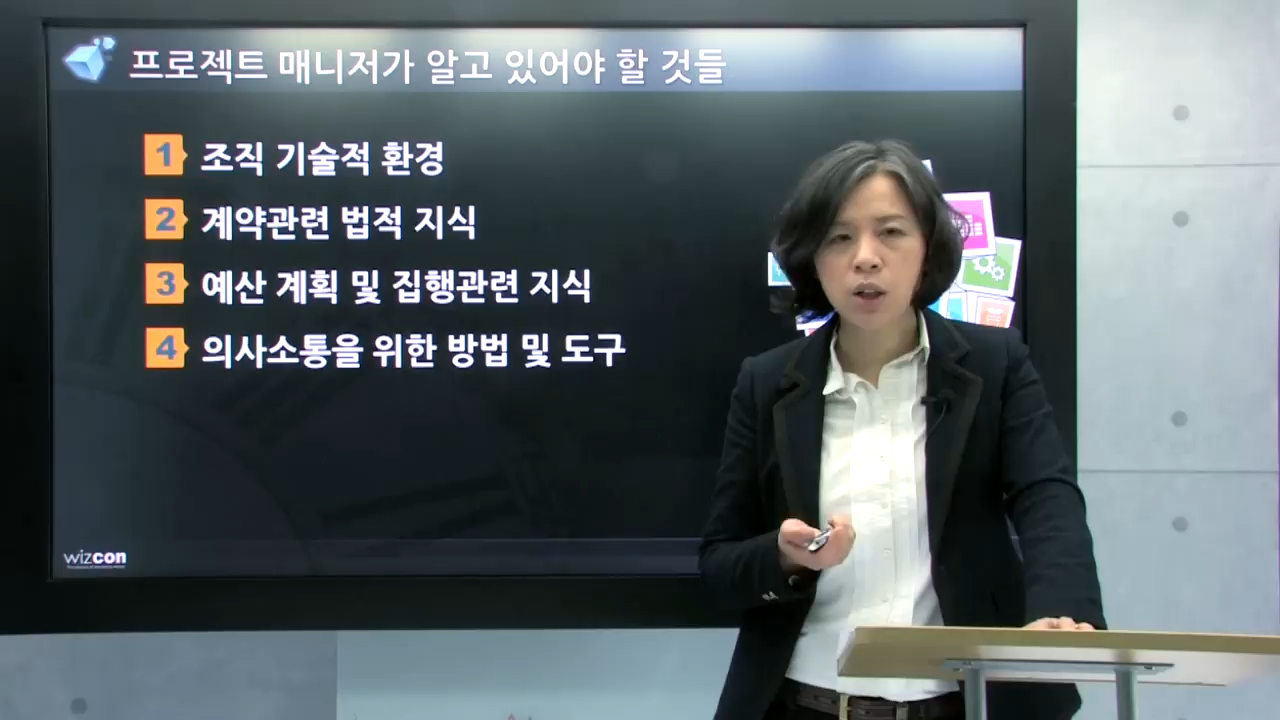 프로젝트 매니저가 알고 있어야 할 것들
1 조직 기술적 환경
2 계약관련 법적 지식
3 예산 계획 및 집행관련 지식
4 의사소통을 위한 방법 및 도구
wizcon